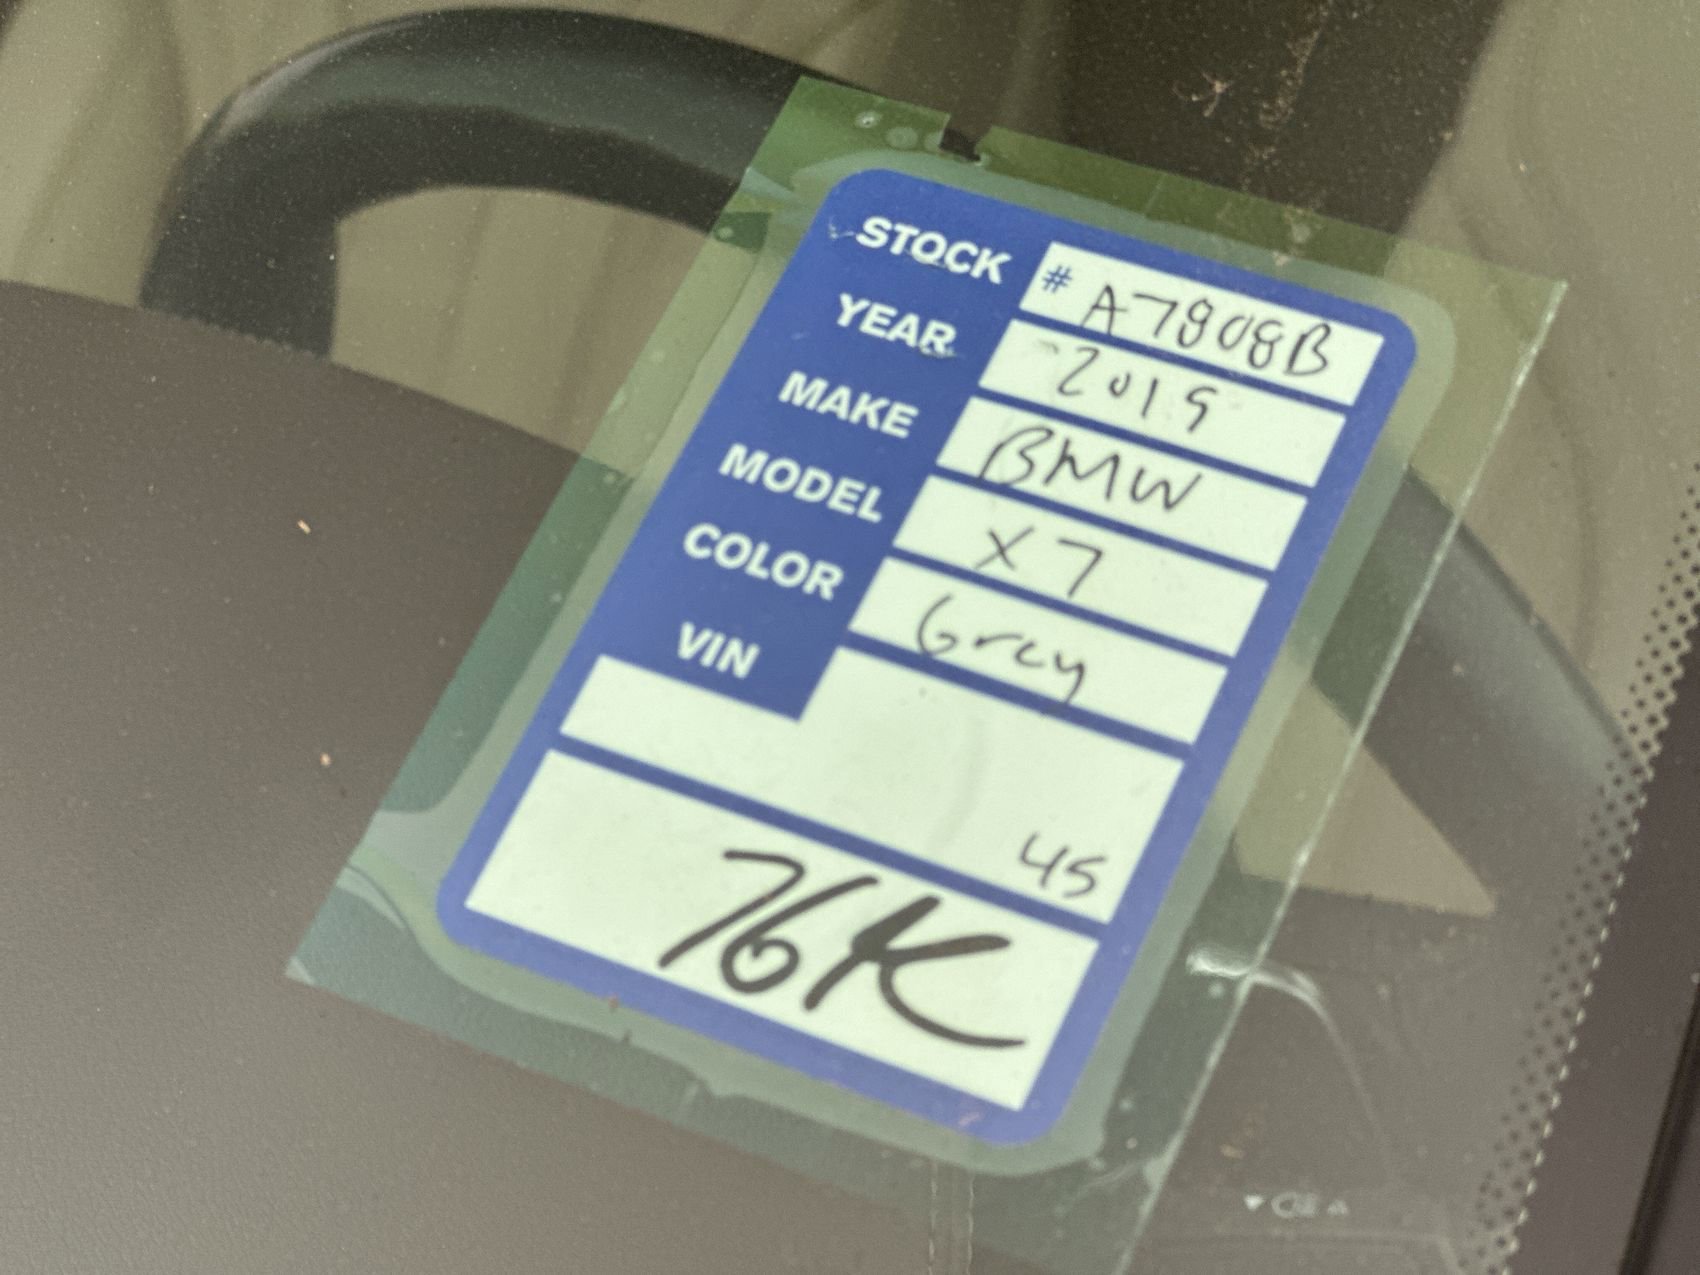 STOCK # A7808B
YEAR 2019
MAKE BMW
MODEL X7
COLOR Grey
VIN
45
76K